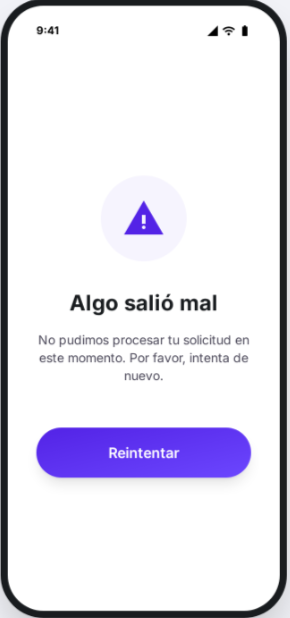 9:41
Algo salió mal
No pudimos procesar tu solicitud en
este momento. Por favor, intenta de
nuevo.
Reintentar